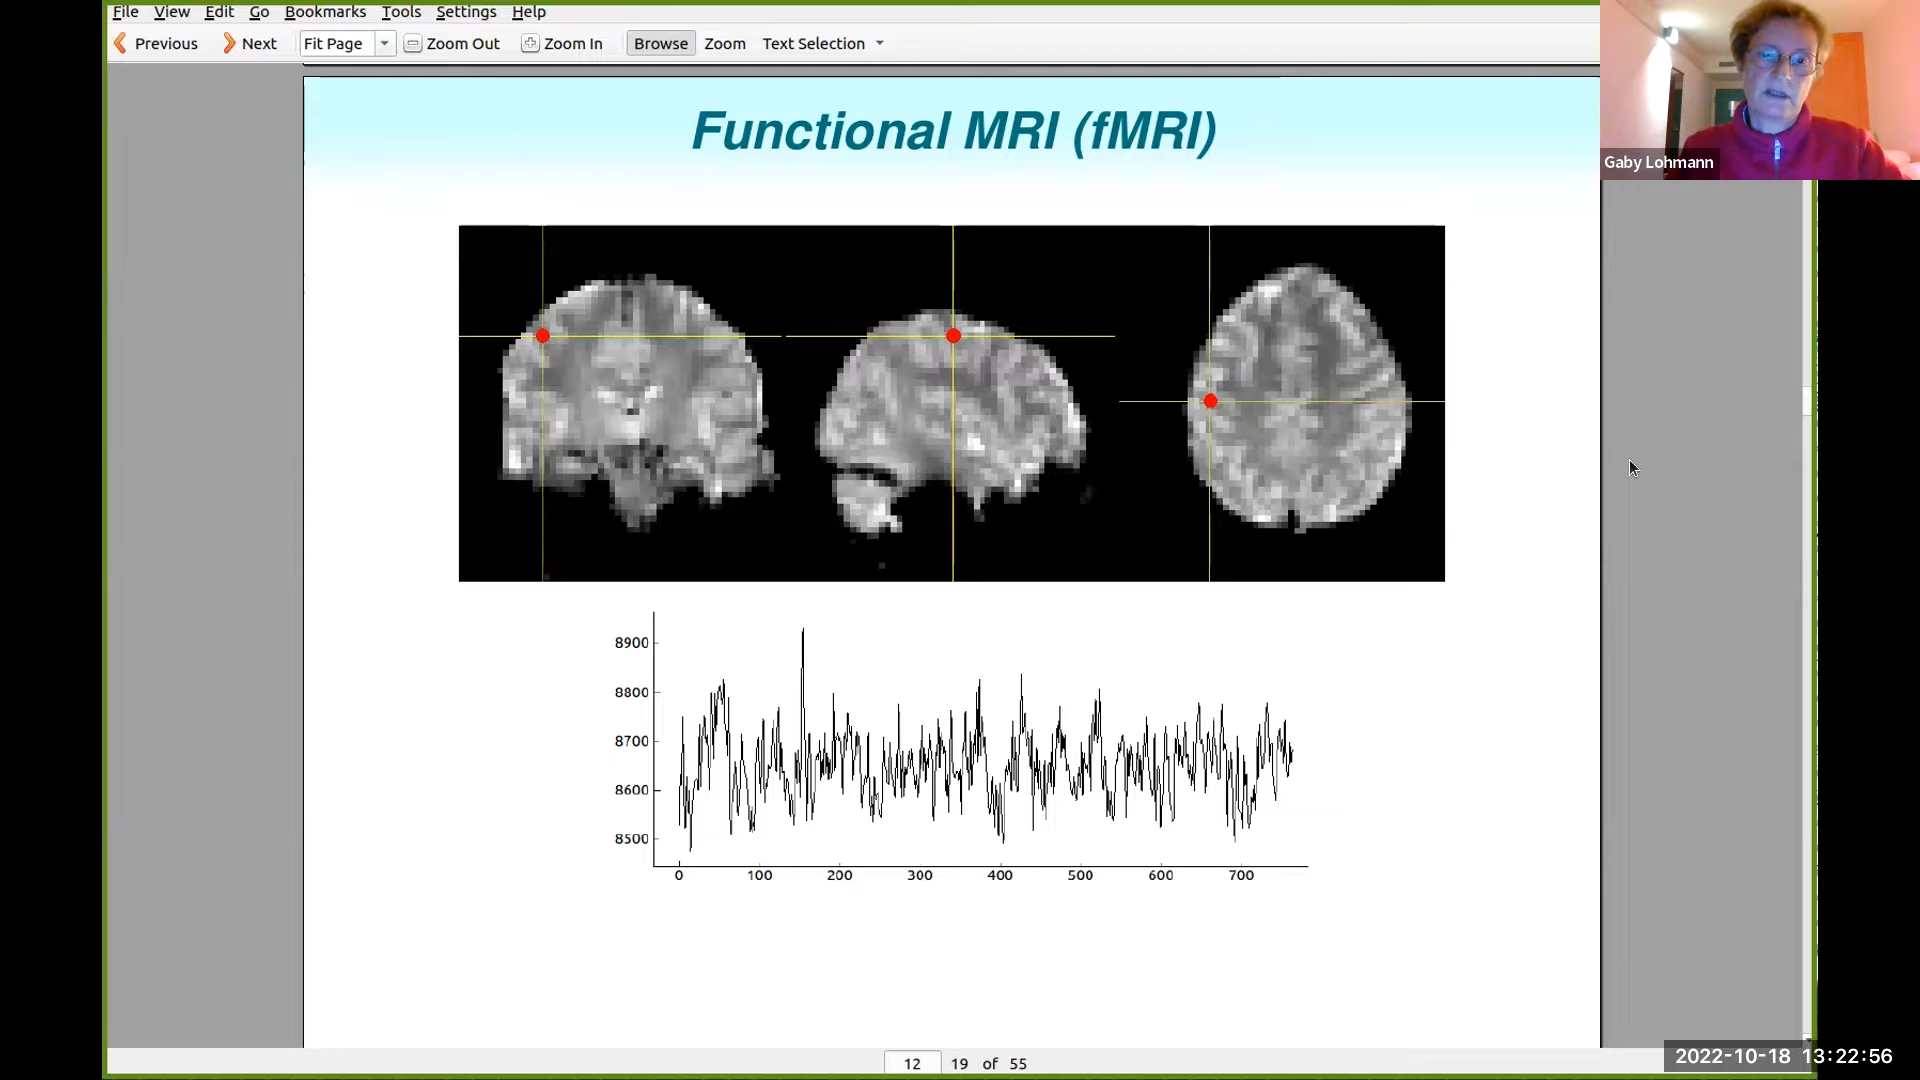 File View Edit Go Bookmarks Tools Settings Help
Previous Next Fit Page Zoom Out Zoom In Browse Zoom Text Selection
Gaby Lohmann
Functional MRI (fMRI)
8900
8800
8700
8600
8500
0 100 200 300 400 500 600 700
12 19 of 55
2022-10-18 13:22:56